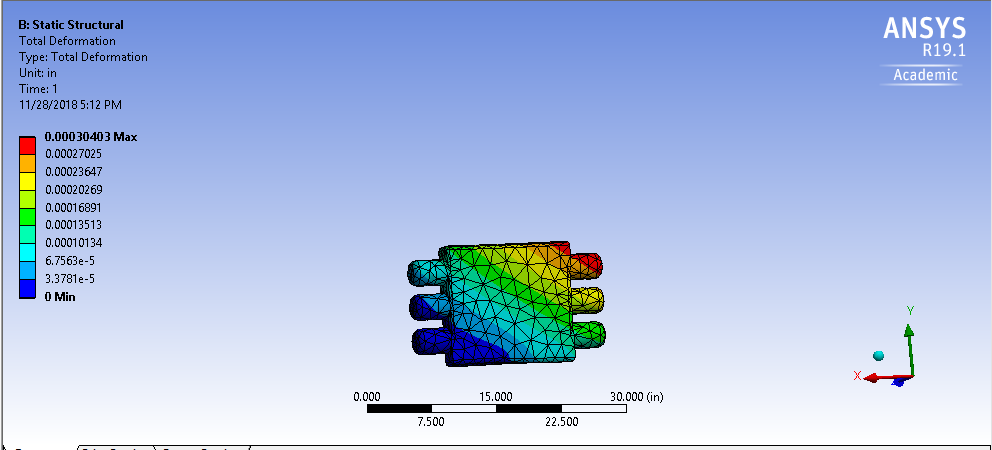 B: Static Structural
Total Deformation
Type: Total Deformation
Unit: in
Time: 1
11/28/2018 5:12 PM
ANSYS
R19.1
Academic
0.00030403 Max
0.00027025
0.00023647
0.00020269
0.00016891
0.00013513
0.00010134
6.7563e-5
3.3781e-5
0 Min
Y
X
0.000 15.000 30.000 (in)
7.500 22.500